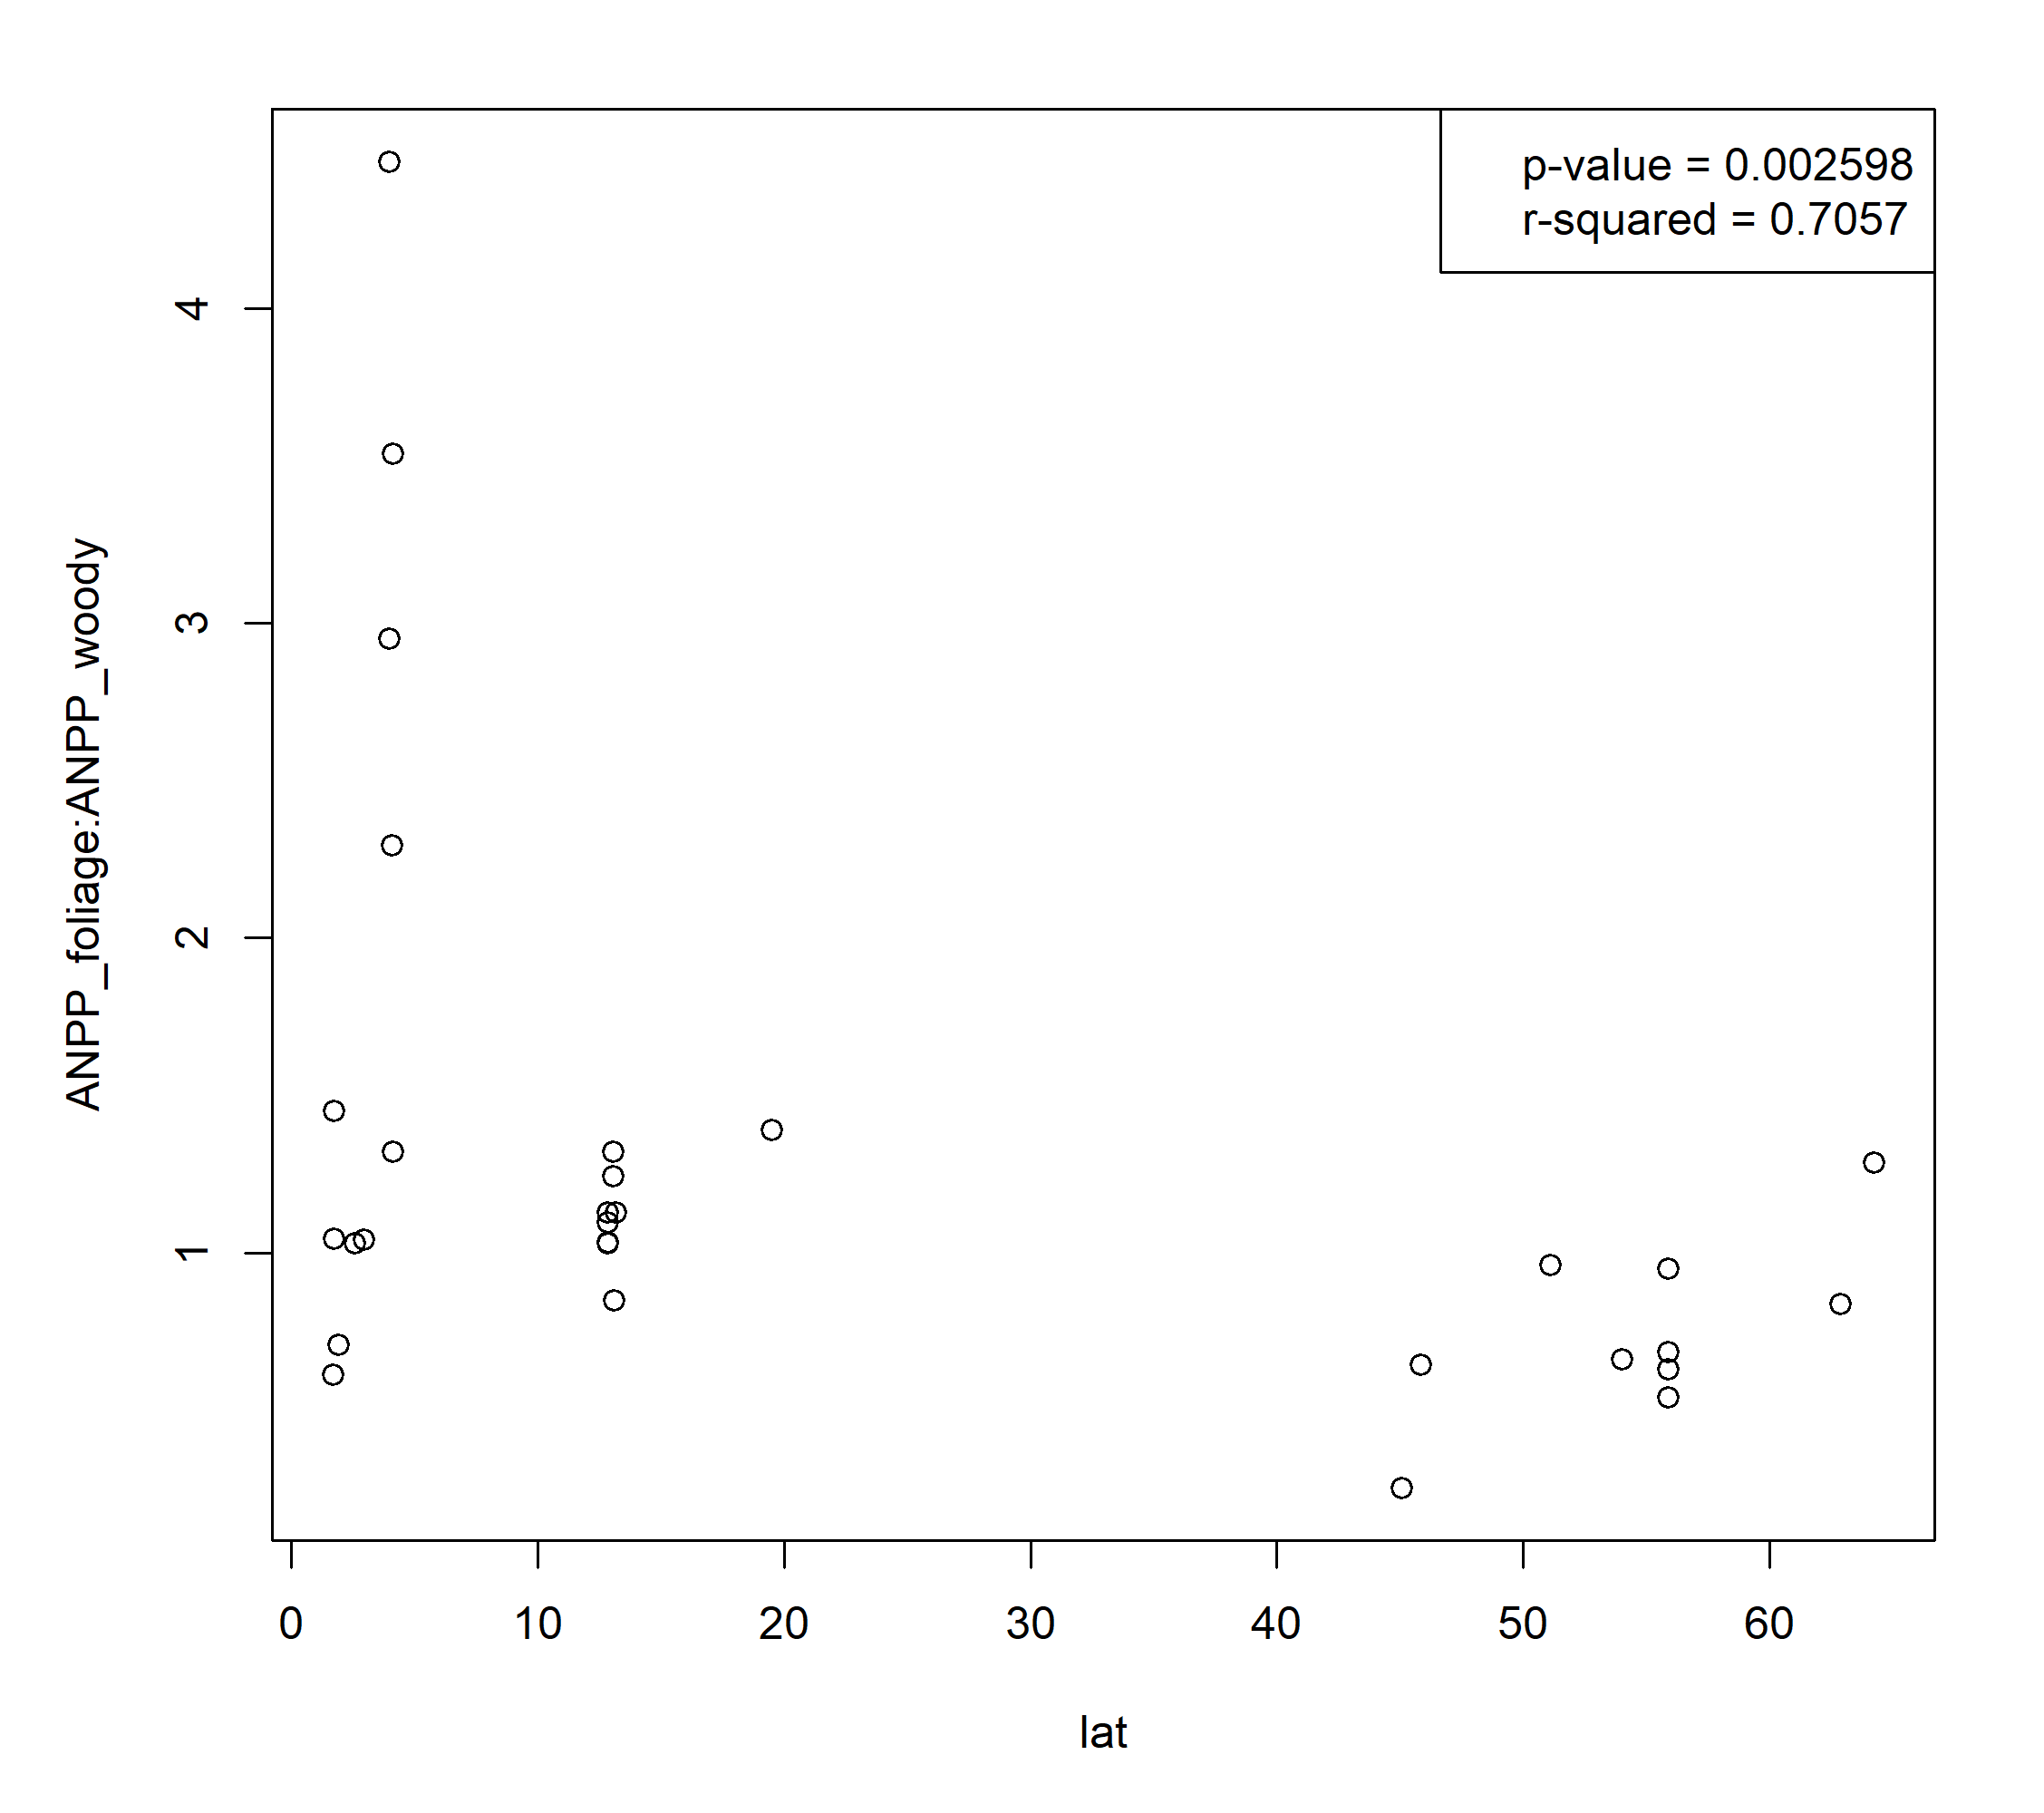 p-value = 0.002598
r-squared = 0.7057
ANPP_foliage:ANPP_woody
4
3
2
1
0 10 20 30 40 50 60
lat